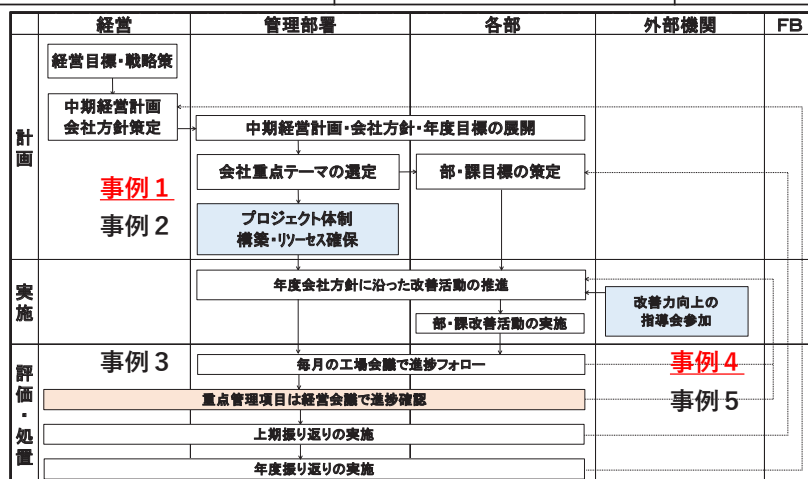 経営
管理部署
各部
外部機関
FB
計画
経営目標・戦略策
中期経営計画
会社方針策定
中期経営計画・会社方針・年度目標の展開
会社重点テーマの選定
部・課目標の策定
事例1
事例2
プロジェクト体制
構築・リソーセス確保
実施
年度会社方針に沿った改善活動の推進
改善力向上の
指導会参加
部・課改善活動の実施
評価・処置
事例3
毎月の工場会議で進捗フォロー
事例4
重点管理項目は経営会議で進捗確認
事例5
上期振り返りの実施
年度振り返りの実施